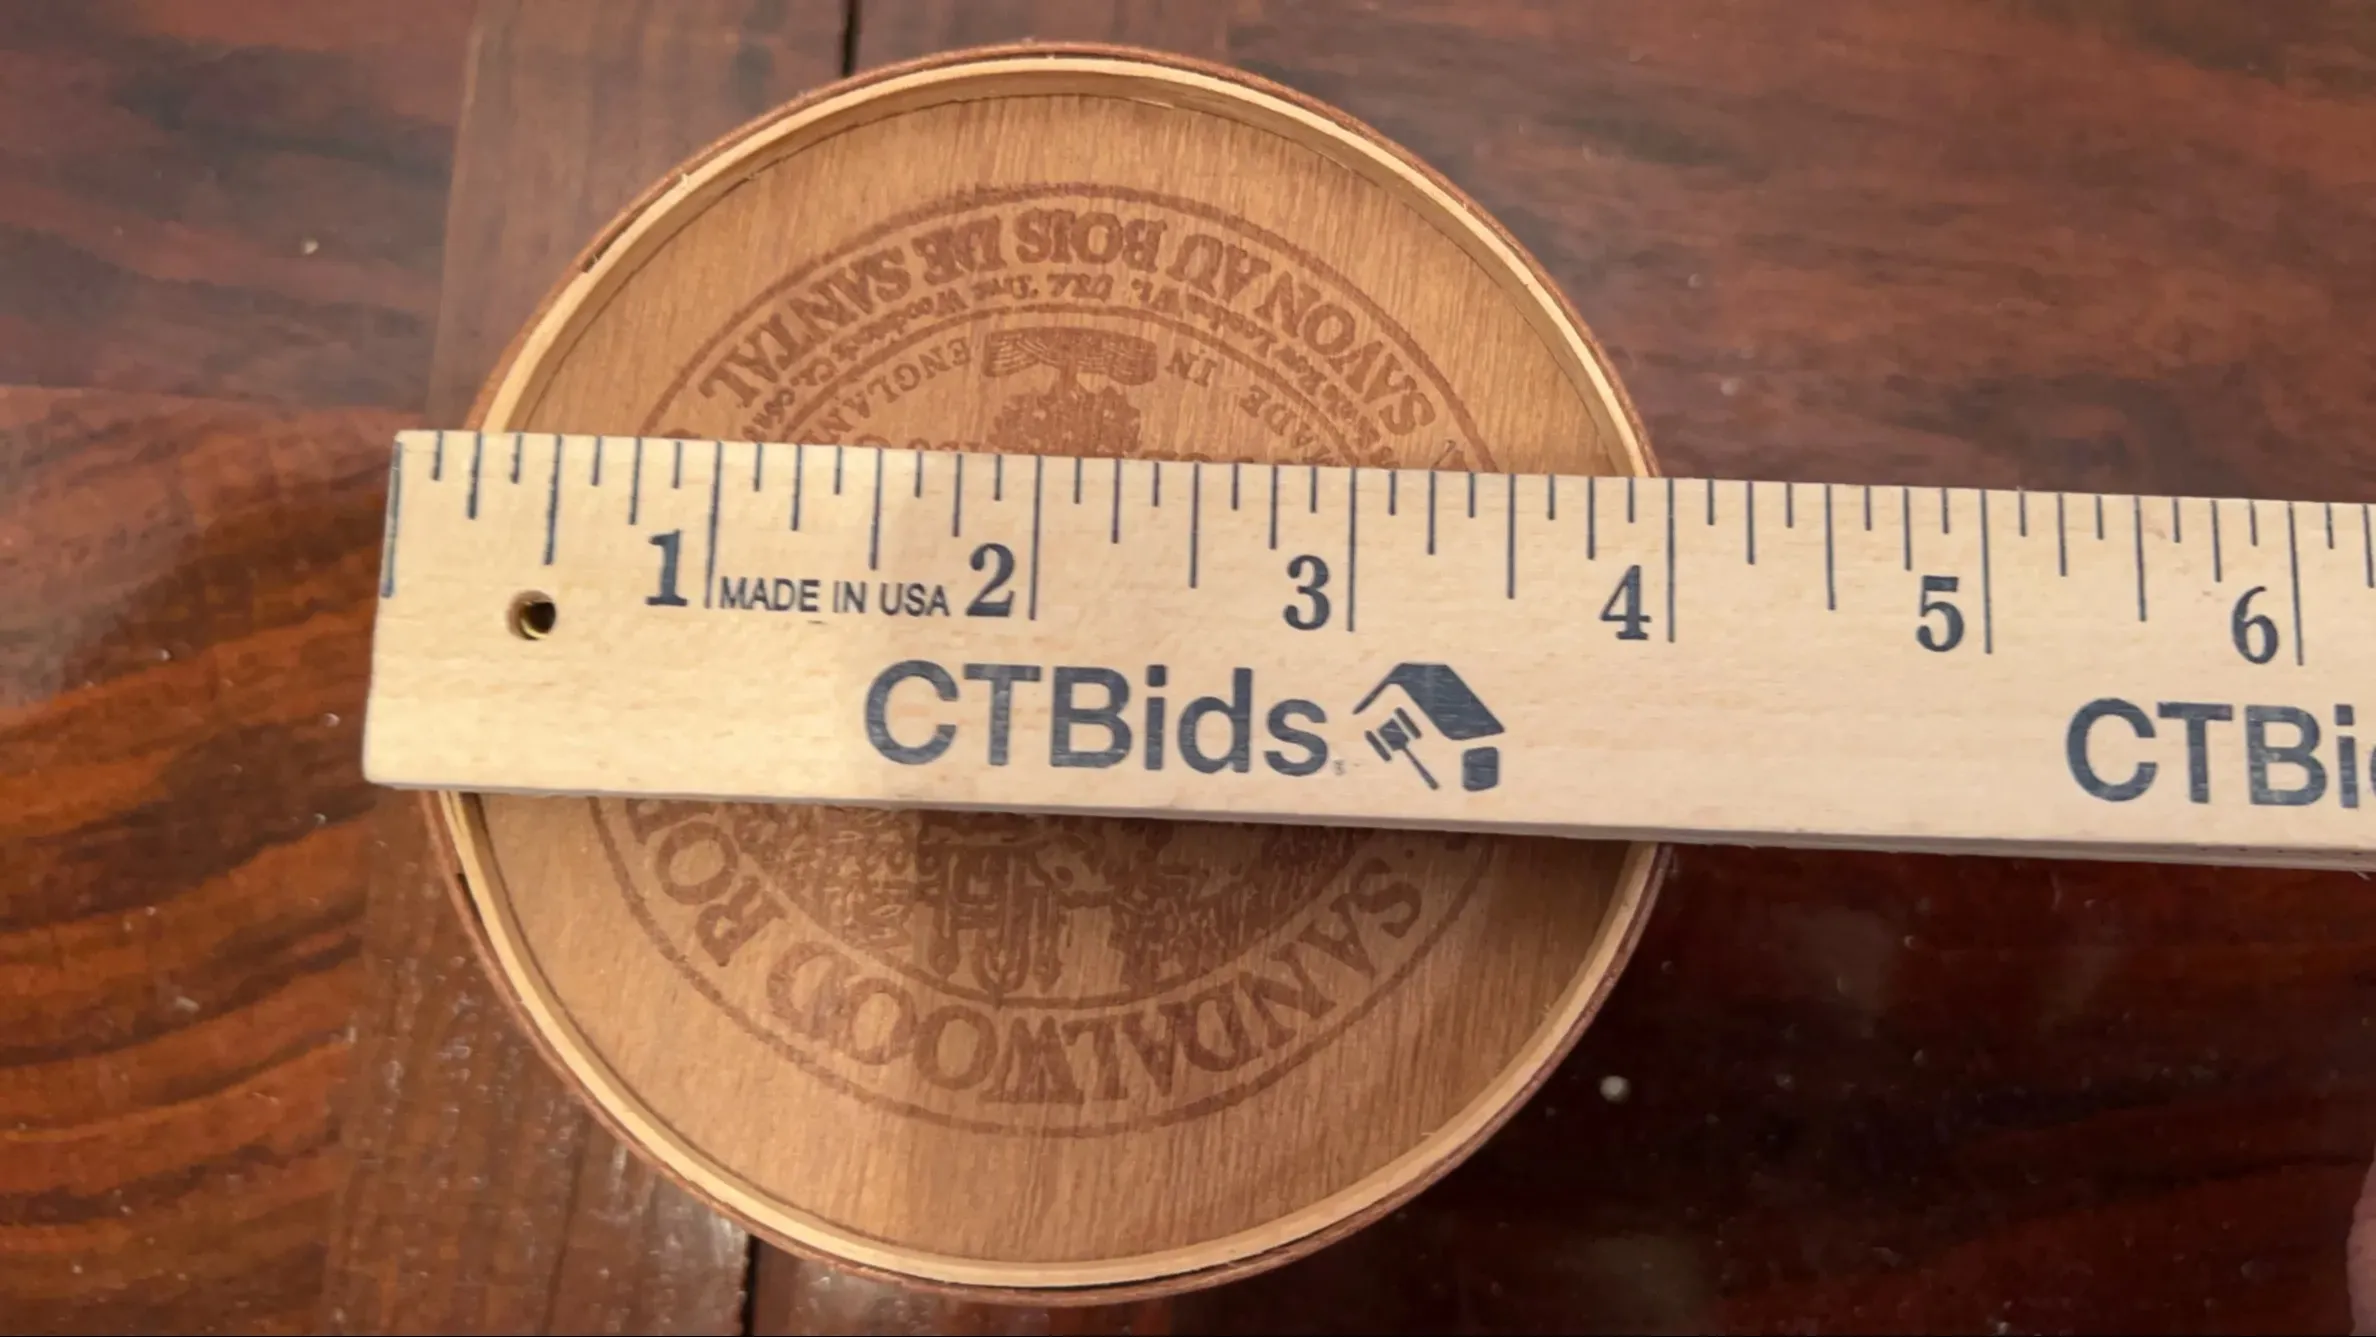 SAVON AU BOIS DE SANTAL
MADE IN ENGLAND
1 2 3 4 5 6
MADE IN USA
CTBids
SANDALWOOD